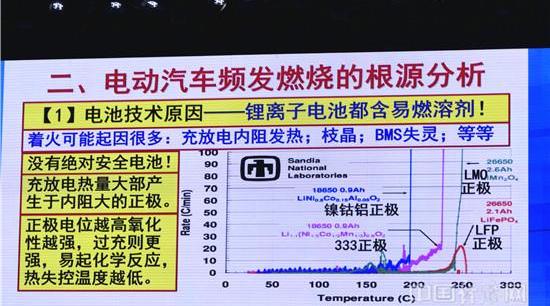 二、电动汽车频发燃烧的根源分析
【1】电池技术原因——锂离子电池都含易燃溶剂！
着火可能起因很多：充放电内阻发热；枝晶；BMS失灵；等等
没有绝对安全电池！
充放电热量大部产
生于内阻大的正极。
正极电位越高氧化
性越强，过充则更
强，易起化学反应，
热失控温度越低。
Sandia
National
Laboratories
18650 0.9Ah
镍钴铝正极
18650 0.9Ah
333正极
26650
2.6Ah
LMO
正极
26650
2.1Ah
LiFePO₄
LFP
正极
Rate (C/min)
100
90
80
70
60
50
40
30
20
10
0
0
50
100
150
200
250
300
Temperature (C)